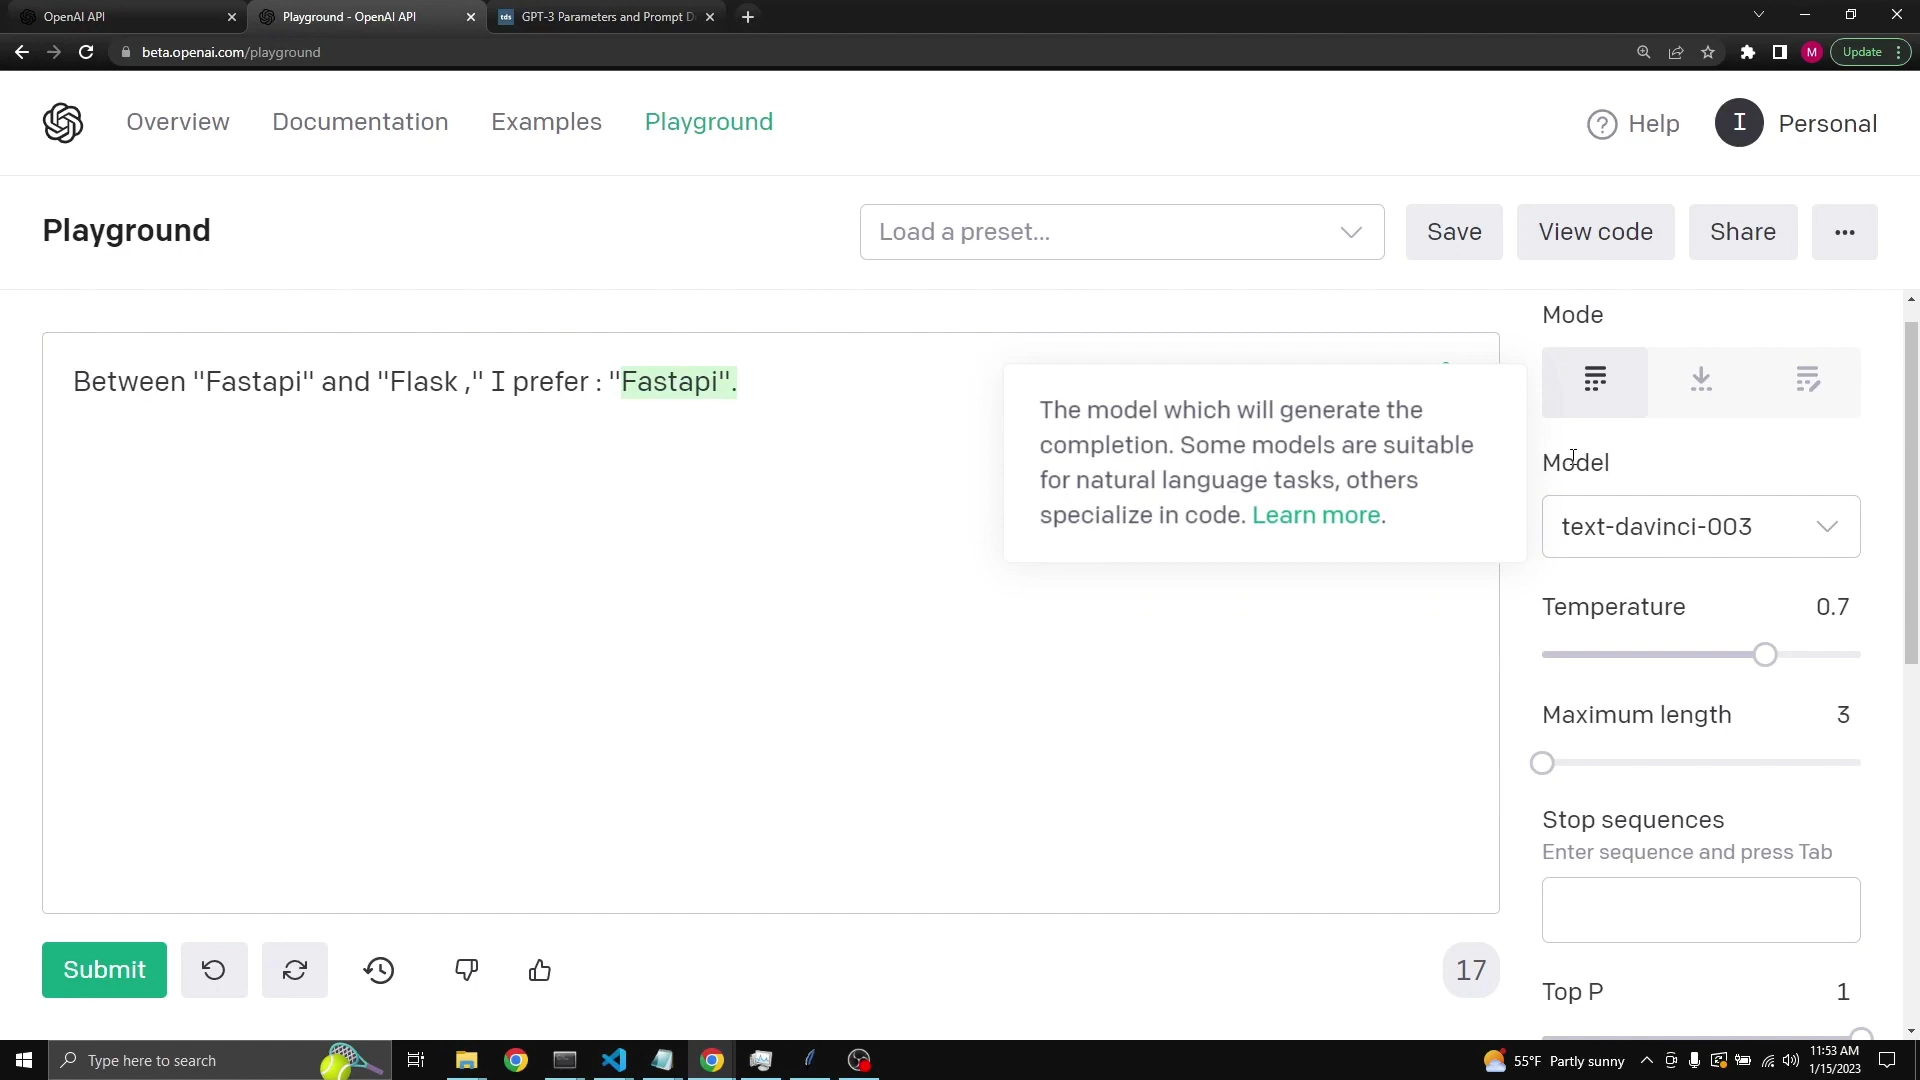 OpenAI API
Playground - OpenAI API
tds
GPT-3 Parameters and Prompt D
beta.openai.com/playground
M
Update
Overview
Documentation
Examples
Playground
Help
I
Personal
Playground
Load a preset...
Save
View code
Share
Between "Fastapi" and "Flask ," I prefer : "Fastapi".
The model which will generate the
completion. Some models are suitable
for natural language tasks, others
specialize in code. Learn more.
Mode
Model
text-davinci-003
Temperature
0.7
Maximum length
3
Stop sequences
Enter sequence and press Tab
Top P
1
Submit
17
Type here to search
55°F Partly sunny
11:53 AM
1/15/2023